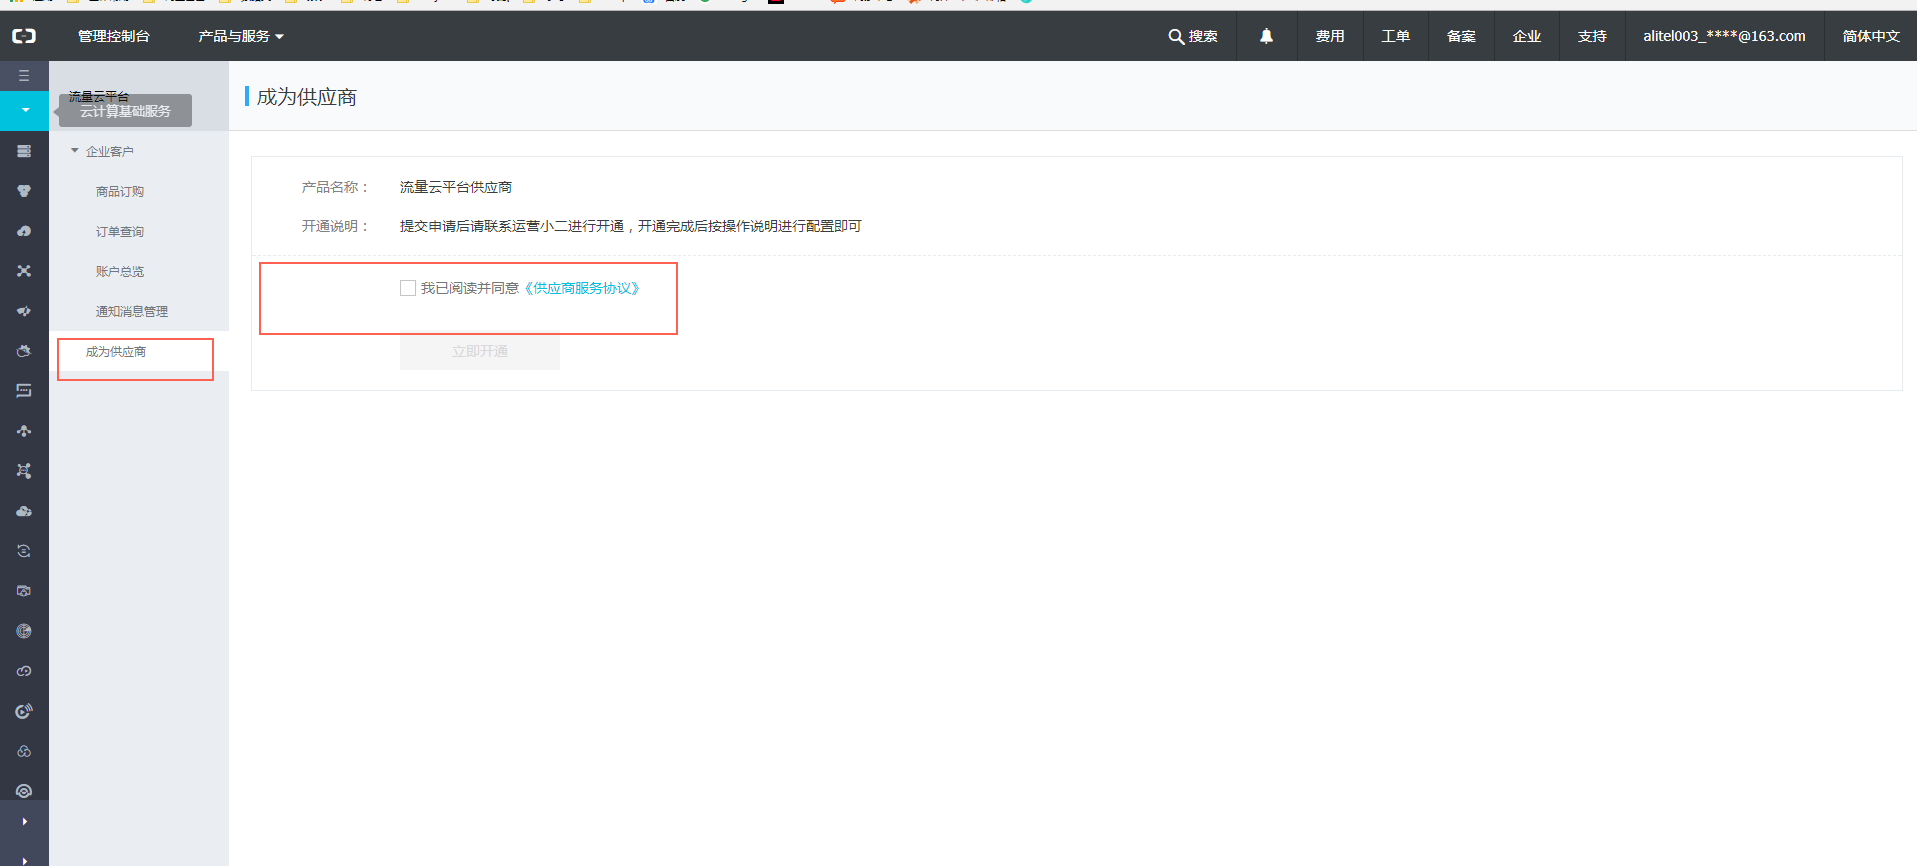 管理控制台
产品与服务
搜索
费用
工单
备案
企业
支持
alitel003_****@163.com
简体中文
流量云平台
云计算基础服务
企业客户
商品订购
订单查询
账户总览
通知消息管理
成为供应商
成为供应商
产品名称：
流量云平台供应商
开通说明：
提交申请后请联系运营小二进行开通，开通完成后按操作说明进行配置即可
我已阅读并同意《供应商服务协议》
立即开通